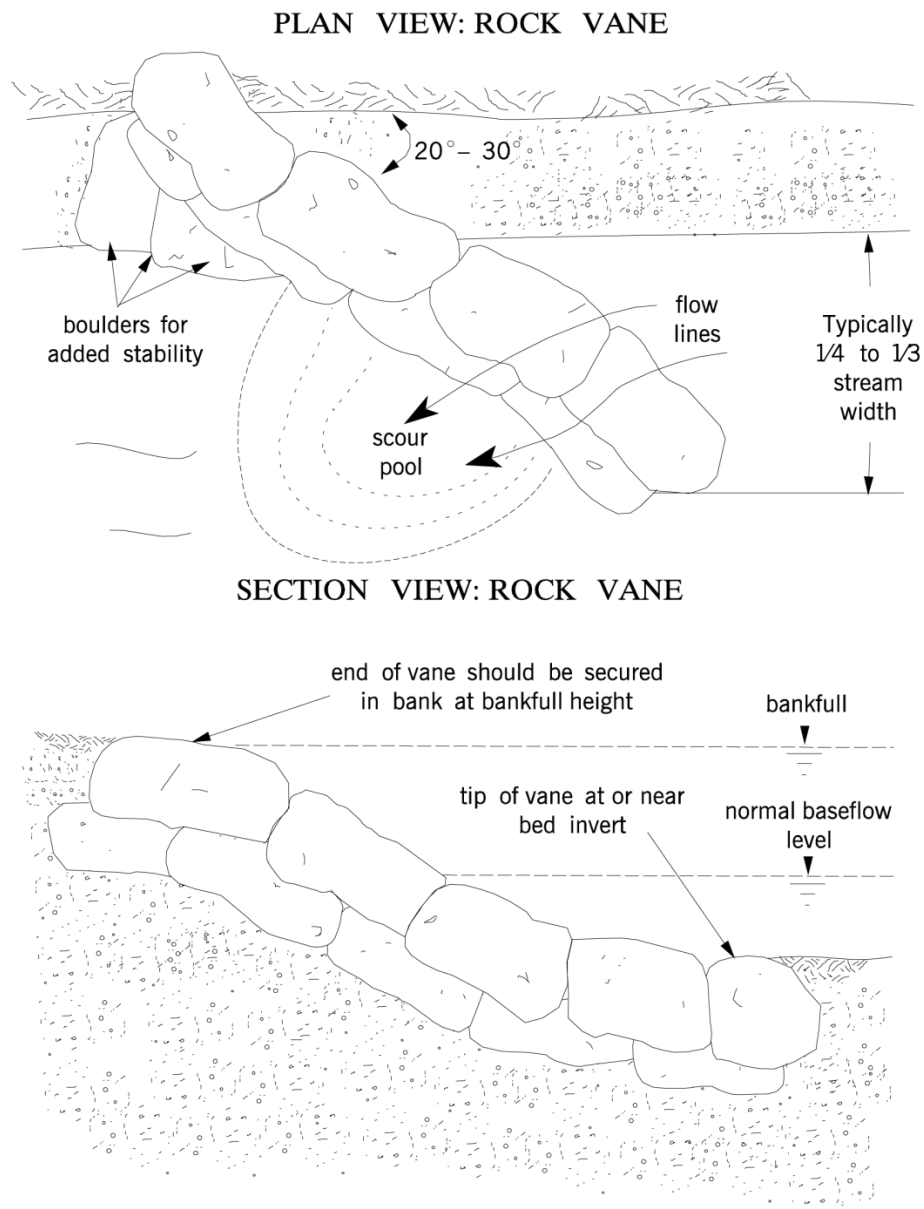 PLAN VIEW: ROCK VANE
20°– 30°
boulders for
added stability
flow
lines
scour
pool
Typically
1/4 to 1/3
stream
width
SECTION VIEW: ROCK VANE
end of vane should be secured
in bank at bankfull height
bankfull
tip of vane at or near
bed invert
normal baseflow
level